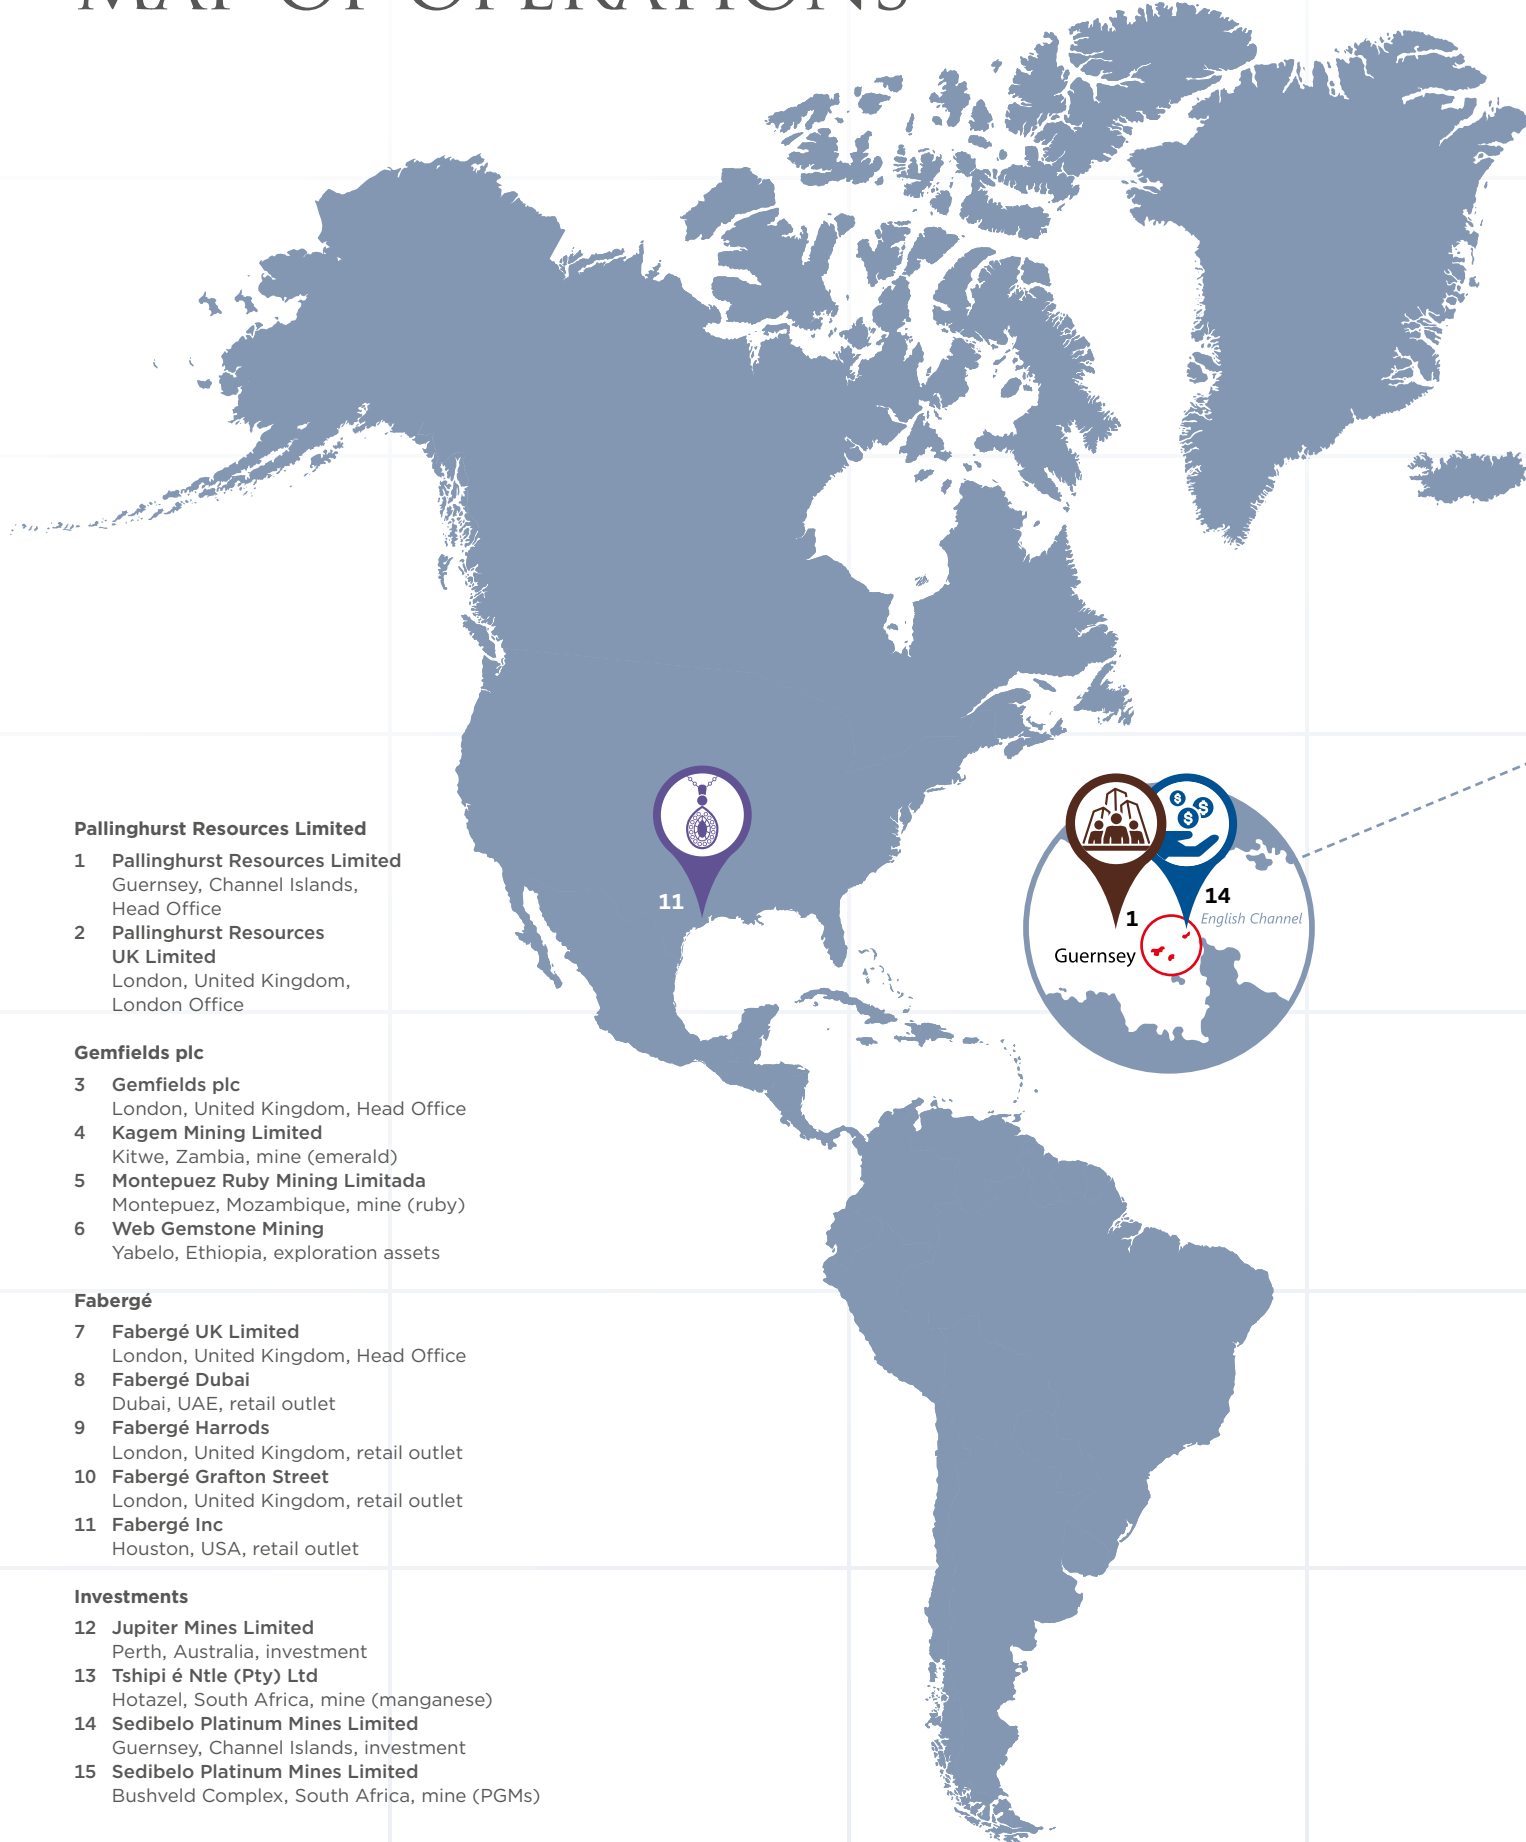 MAP OF OPERATIONS
11
14
1
English Channel
Guernsey
Pallinghurst Resources Limited
1 Pallinghurst Resources Limited
Guernsey, Channel Islands,
Head Office
2 Pallinghurst Resources
UK Limited
London, United Kingdom,
London Office
Gemfields plc
3 Gemfields plc
London, United Kingdom, Head Office
4 Kagem Mining Limited
Kitwe, Zambia, mine (emerald)
5 Montepuez Ruby Mining Limitada
Montepuez, Mozambique, mine (ruby)
6 Web Gemstone Mining
Yabelo, Ethiopia, exploration assets
Fabergé
7 Fabergé UK Limited
London, United Kingdom, Head Office
8 Fabergé Dubai
Dubai, UAE, retail outlet
9 Fabergé Harrods
London, United Kingdom, retail outlet
10 Fabergé Grafton Street
London, United Kingdom, retail outlet
11 Fabergé Inc
Houston, USA, retail outlet
Investments
12 Jupiter Mines Limited
Perth, Australia, investment
13 Tshipi é Ntle (Pty) Ltd
Hotazel, South Africa, mine (manganese)
14 Sedibelo Platinum Mines Limited
Guernsey, Channel Islands, investment
15 Sedibelo Platinum Mines Limited
Bushveld Complex, South Africa, mine (PGMs)